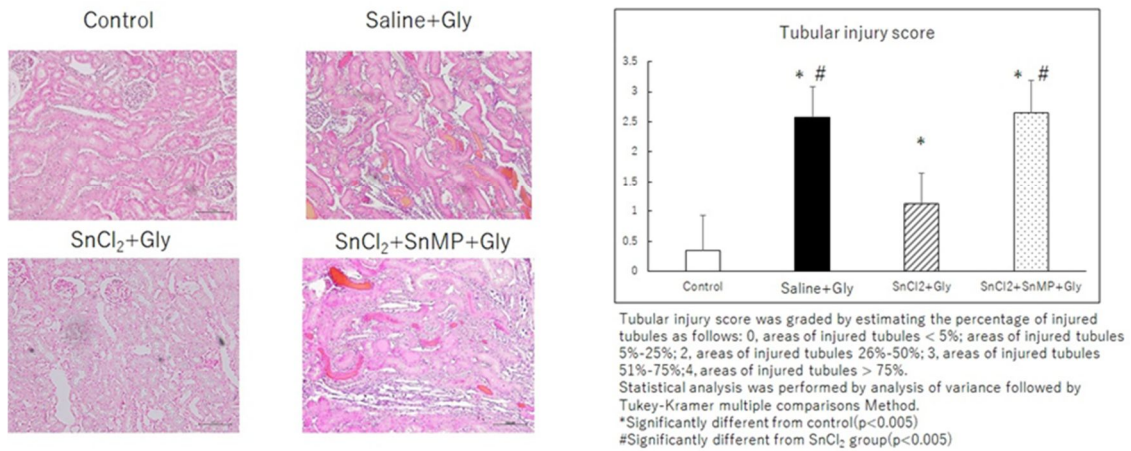 Control
Saline+Gly
SnCl₂+Gly
SnCl₂+SnMP+Gly
Tubular injury score
3.5
3
2.5
2
1.5
1
0.5
0
* #
*
* #
Control
Saline+Gly
SnCl2+Gly
SnCl2+SnMP+Gly
Tubular injury score was graded by estimating the percentage of injured
tubules as follows: 0, areas of injured tubules < 5%; areas of injured tubules
5%-25%; 2, areas of injured tubules 26%-50%; 3, areas of injured tubules
51%-75%;4, areas of injured tubules > 75%.
Statistical analysis was performed by analysis of variance followed by
Tukey-Kramer multiple comparisons Method.
*Significantly different from control(p<0.005)
#Significantly different from SnCl₂ group(p<0.005)